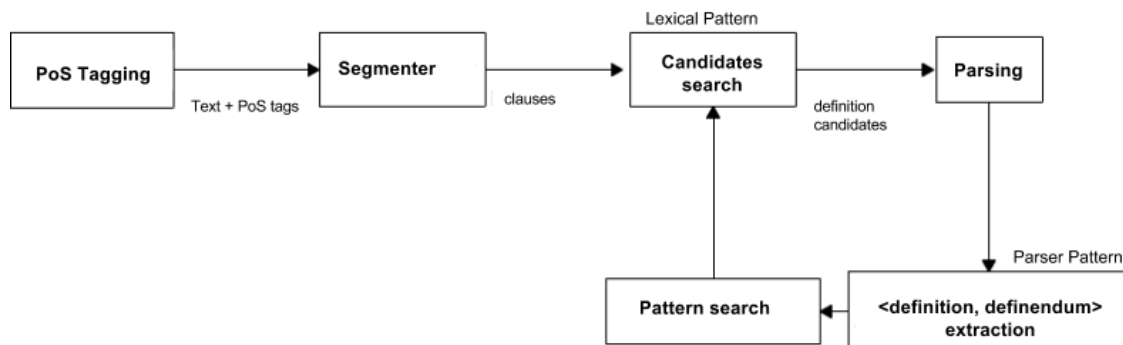 Lexical Pattern
PoS Tagging
Segmenter
Candidates
search
Parsing
Text + PoS tags
clauses
definition
candidates
Parser Pattern
Pattern search
<definition, definendum>
extraction